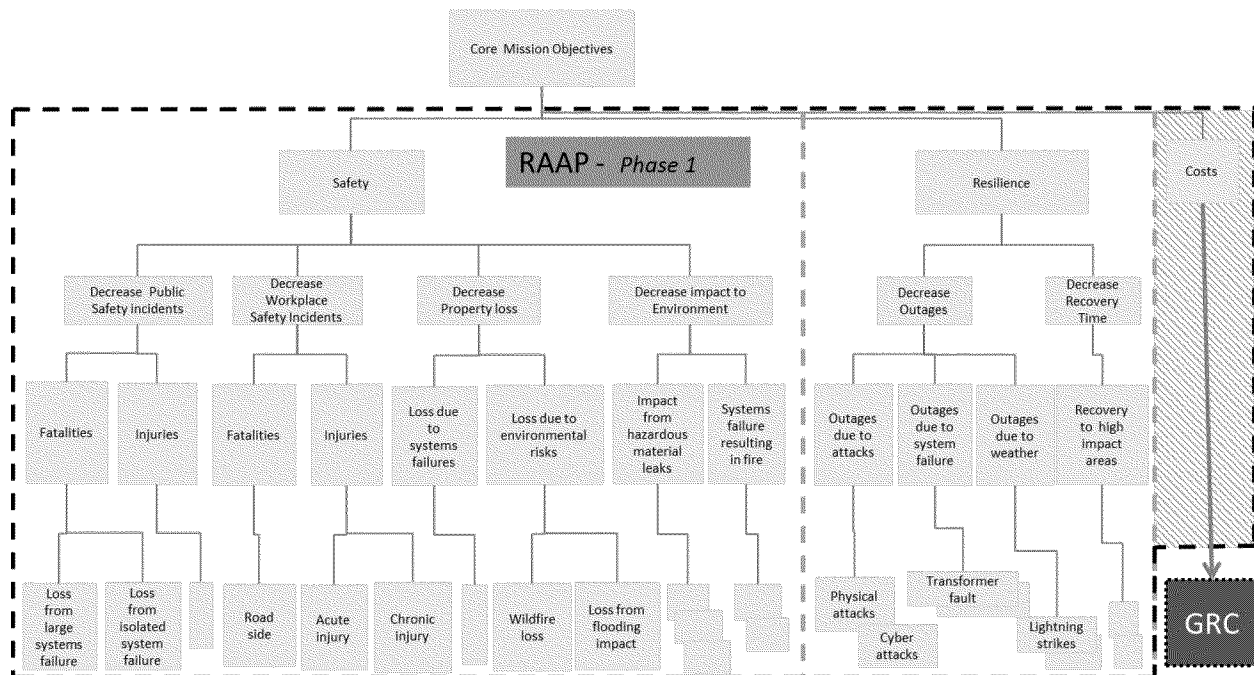 Core Mission Objectives
RAAP - Phase 1
Safety
Resilience
Costs
Decrease Public
Safety incidents
Decrease
Workplace
Safety Incidents
Decrease
Property loss
Decrease impact to
Environment
Decrease
Outages
Decrease
Recovery
Time
Fatalities
Injuries
Fatalities
Injuries
Loss due
to
systems
failures
Loss due to
environmental
risks
Impact
from
hazardous
material
leaks
Systems
failure
resulting
in fire
Outages
due to
attacks
Outages
due to
system
failure
Outages
due to
weather
Recovery
to high
impact
areas
Loss
from
large
systems
failure
Loss
from
isolated
system
failure
Road
side
Acute
injury
Chronic
injury
Wildfire
loss
Loss from
flooding
impact
Physical
attacks
Cyber
attacks
Transformer
fault
Lightning
strikes
GRC